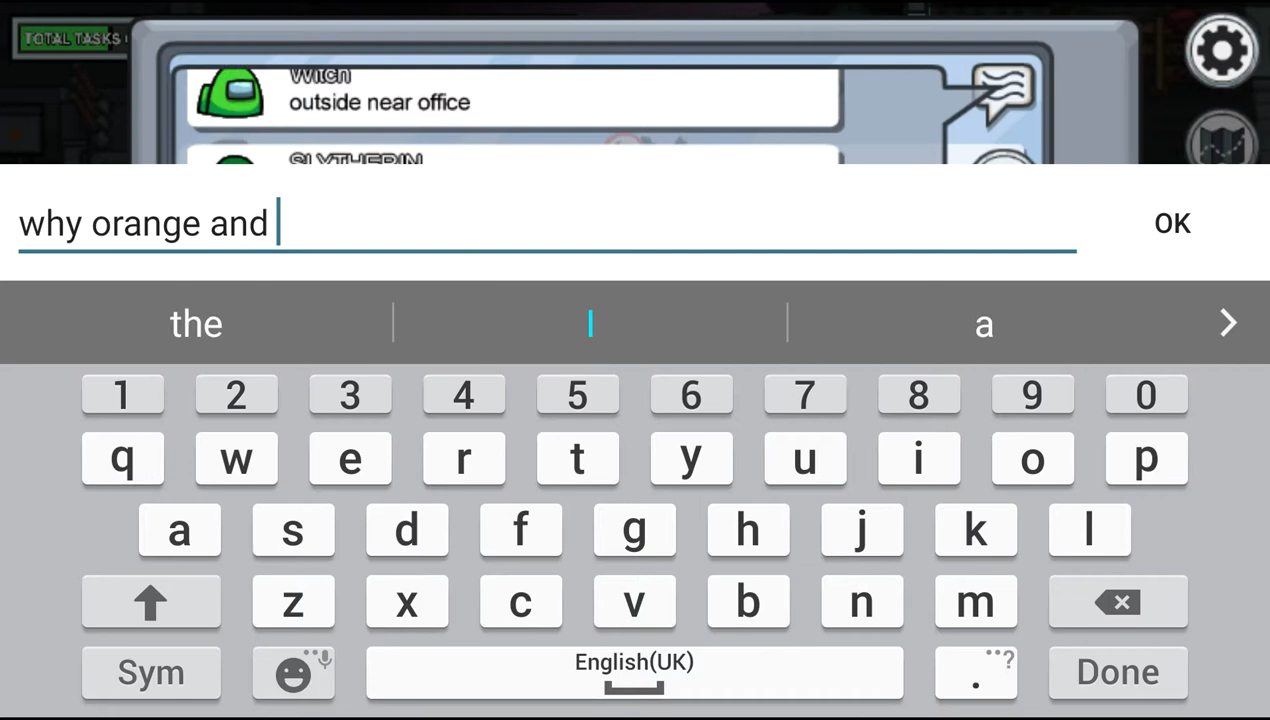 TOTAL TASKS
Witch
outside near office
SLYTHERIN
why orange and
OK
the
I
a
1 2 3 4 5 6 7 8 9 0
q w e r t y u i o p
a s d f g h j k l
z x c v b n m
Sym
English(UK)
. ?
Done